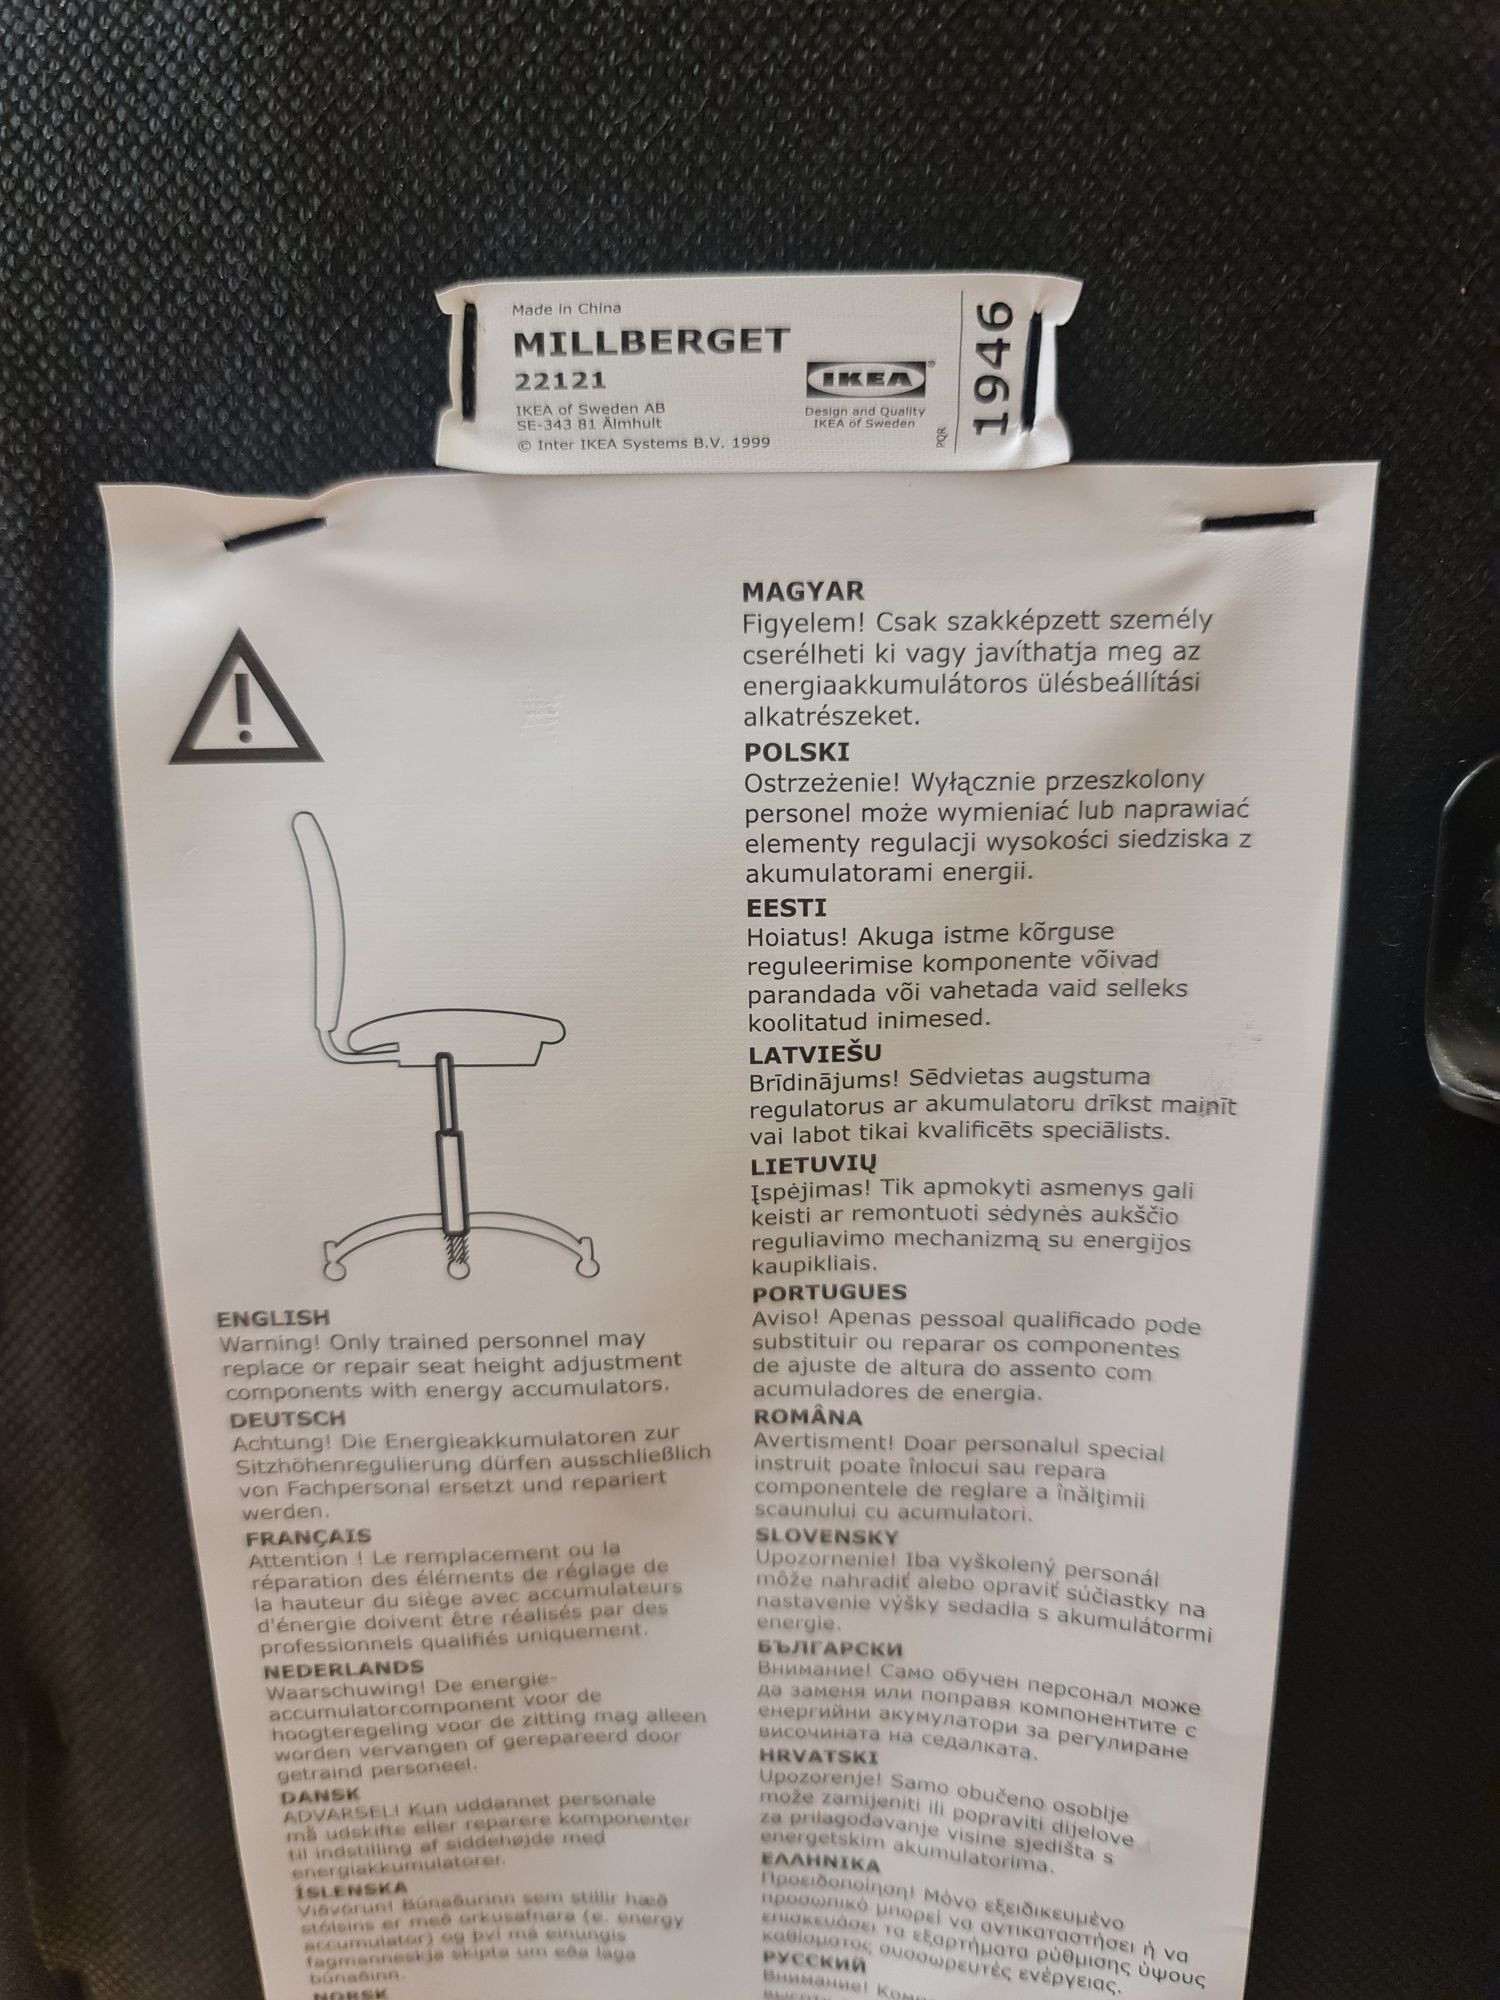 Made in China
MILLBERGET
22121
IKEA of Sweden AB
SE-343 81 Älmhult
© Inter IKEA Systems B.V. 1999
IKEA®
Design and Quality
IKEA of Sweden
PQR
1946
ENGLISH
Warning! Only trained personnel may
replace or repair seat height adjustment
components with energy accumulators.
DEUTSCH
Achtung! Die Energieakkumulatoren zur
Sitzhöhenregulierung dürfen ausschließlich
von Fachpersonal ersetzt und repariert
werden.
FRANÇAIS
Attention ! Le remplacement ou la
réparation des éléments de réglage de
la hauteur du siège avec accumulateurs
d'énergie doivent être réalisés par des
professionnels qualifiés uniquement.
NEDERLANDS
Waarschuwing! De energie-
accumulatorcomponent voor de
hoogteregeling voor de zitting mag alleen
worden vervangen of gerepareerd door
getraind personeel.
DANSK
ADVARSEL! Kun uddannet personale
må udskifte eller reparere komponenter
til indstilling af siddehøjde med
energiakkumulatorer.
ÍSLENSKA
Viðvörun! Búnaðurinn sem stillir hæð
stólsins er með orkusafnara (e. energy
accumulator) og því má einungis
fagmanneskja skipta um eða laga
búnaðinn.
NORSK
MAGYAR
Figyelem! Csak szakképzett személy
cserélheti ki vagy javíthatja meg az
energiaakkumulátoros ülésbeállítási
alkatrészeket.
POLSKI
Ostrzeżenie! Wyłącznie przeszkolony
personel może wymieniać lub naprawiać
elementy regulacji wysokości siedziska z
akumulatorami energii.
EESTI
Hoiatus! Akuga istme kõrguse
reguleerimise komponente võivad
parandada või vahetada vaid selleks
koolitatud inimesed.
LATVIEŠU
Brīdinājums! Sēdvietas augstuma
regulatorus ar akumulatoru drīkst mainīt
vai labot tikai kvalificēts speciālists.
LIETUVIŲ
Įspėjimas! Tik apmokyti asmenys gali
keisti ar remontuoti sėdynės aukščio
reguliavimo mechanizmą su energijos
kaupikliais.
PORTUGUES
Aviso! Apenas pessoal qualificado pode
substituir ou reparar os componentes
de ajuste de altura do assento com
acumuladores de energia.
ROMÂNA
Avertisment! Doar personalul special
instruit poate înlocui sau repara
componentele de reglare a înălţimii
scaunului cu acumulatori.
SLOVENSKY
Upozornenie! Iba vyškolený personál
môže nahradiť alebo opraviť súčiastky na
nastavenie výšky sedadla s akumulátormi
energie.
БЪЛГАРСКИ
Внимание! Само обучен персонал може
да заменя или поправя компонентите с
енергийни акумулатори за регулиране
височината на седалката.
HRVATSKI
Upozorenje! Samo obučeno osoblje
može zamijeniti ili popraviti dijelove
za prilagođavanje visine sjedišta s
energetskim akumulatorima.
ΕΛΛΗΝΙΚΑ
Προειδοποίηση! Μόνο εξειδικευμένο
προσωπικό μπορεί να αντικαταστήσει ή να
επισκευάσει τα εξαρτήματα ρύθμισης ύψους
καθίσματος συσσωρευτές ενέργειας.
РУССКИЙ
Внимание!